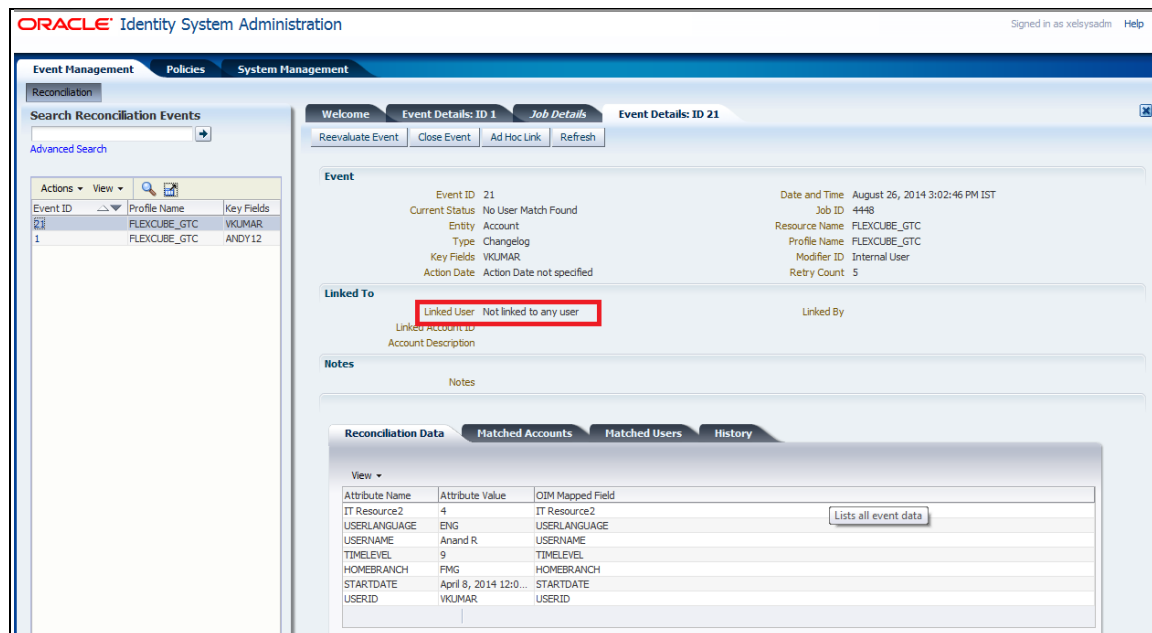 ORACLE Identity System Administration
Signed in as xelsysadm Help
Event Management Policies System Management
Reconciliation
Search Reconciliation Events
Advanced Search
Actions View
Event ID Profile Name Key Fields
21 FLEXCUBE_GTC VKUMAR
1 FLEXCUBE_GTC ANDY12
Welcome Event Details: ID 1 Job Details Event Details: ID 21
Reevaluate Event Close Event Ad Hoc Link Refresh
Event
Event ID 21
Current Status No User Match Found
Entity Account
Type Changelog
Key Fields VKUMAR
Action Date Action Date not specified
Date and Time August 26, 2014 3:02:46 PM IST
Job ID 4448
Resource Name FLEXCUBE_GTC
Profile Name FLEXCUBE_GTC
Modifier ID Internal User
Retry Count 5
Linked To
Linked User Not linked to any user
Linked By
Linked Account ID
Account Description
Notes
Notes
Reconciliation Data Matched Accounts Matched Users History
View
Attribute Name Attribute Value OIM Mapped Field
IT Resource2 4 IT Resource2
Lists all event data
USERLANGUAGE ENG USERLANGUAGE
USERNAME Anand R USERNAME
TIMELEVEL 9 TIMELEVEL
HOMEBRANCH FMG HOMEBRANCH
STARTDATE April 8, 2014 12:0... STARTDATE
USERID VKUMAR USERID